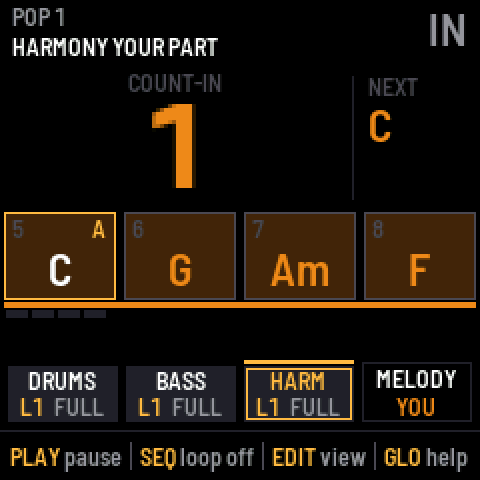 POP 1
IN
HARMONY YOUR PART
COUNT-IN
NEXT
1
C
5 A
6
7
8
C
G
Am
F
DRUMS
BASS
HARM
MELODY
L1 FULL
L1 FULL
L1 FULL
YOU
PLAY pause
SEQ loop off
EDIT view
GLO help